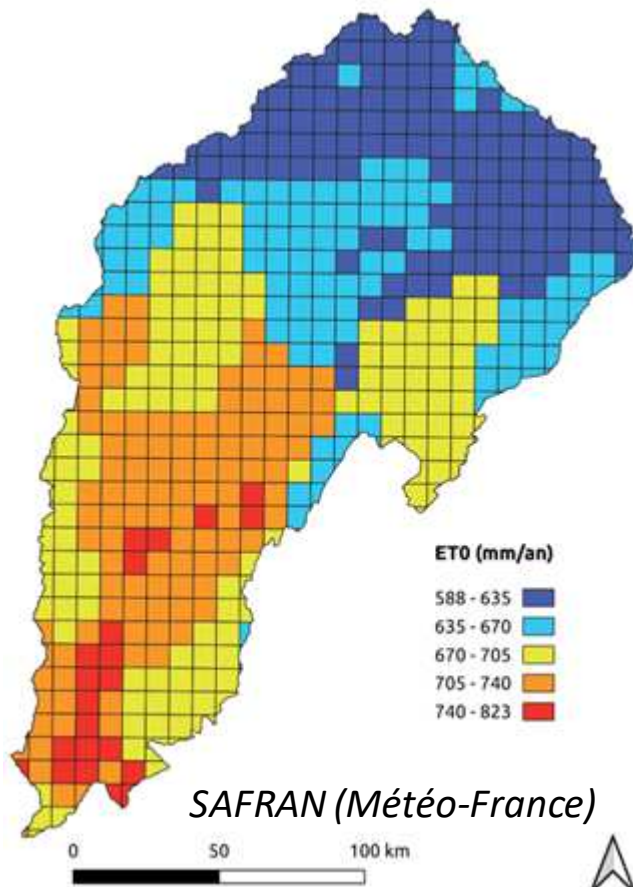 ET0 (mm/an)
588 - 635
635 - 670
670 - 705
705 - 740
740 - 823
SAFRAN (Météo-France)
0 50 100 km